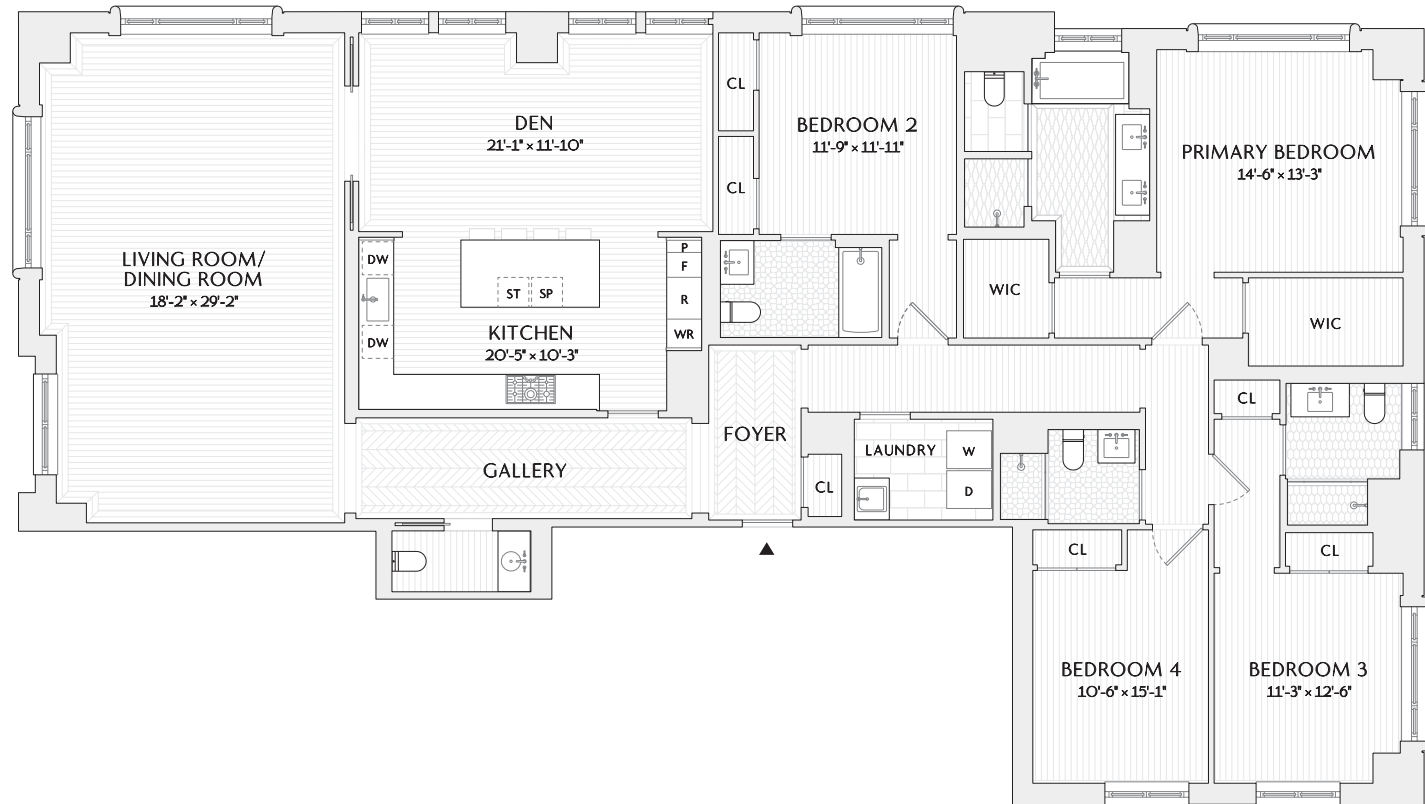 LIVING ROOM/
DINING ROOM
18'-2" × 29'-2"
DEN
21'-1" × 11'-10"
CL
CL
BEDROOM 2
11'-9" × 11'-11"
PRIMARY BEDROOM
14'-6" × 13'-3"
DW
DW
ST
SP
P
F
R
WR
KITCHEN
20'-5" × 10'-3"
WIC
WIC
GALLERY
FOYER
CL
LAUNDRY
W
D
CL
CL
CL
BEDROOM 4
10'-6" × 15'-1"
BEDROOM 3
11'-3" × 12'-6"